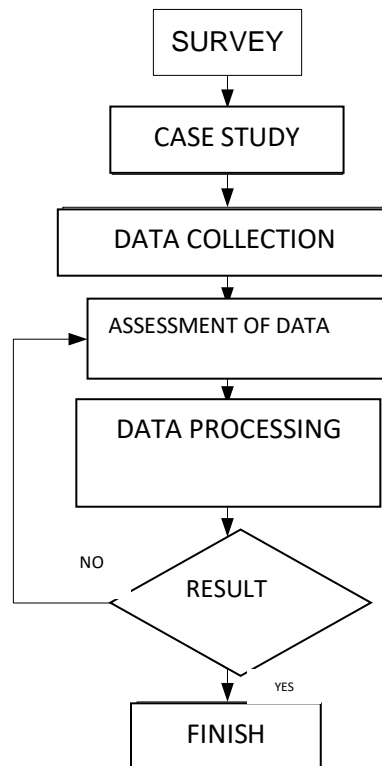 SURVEY
CASE STUDY
DATA COLLECTION
ASSESSMENT OF DATA
DATA PROCESSING
NO
RESULT
YES
FINISH